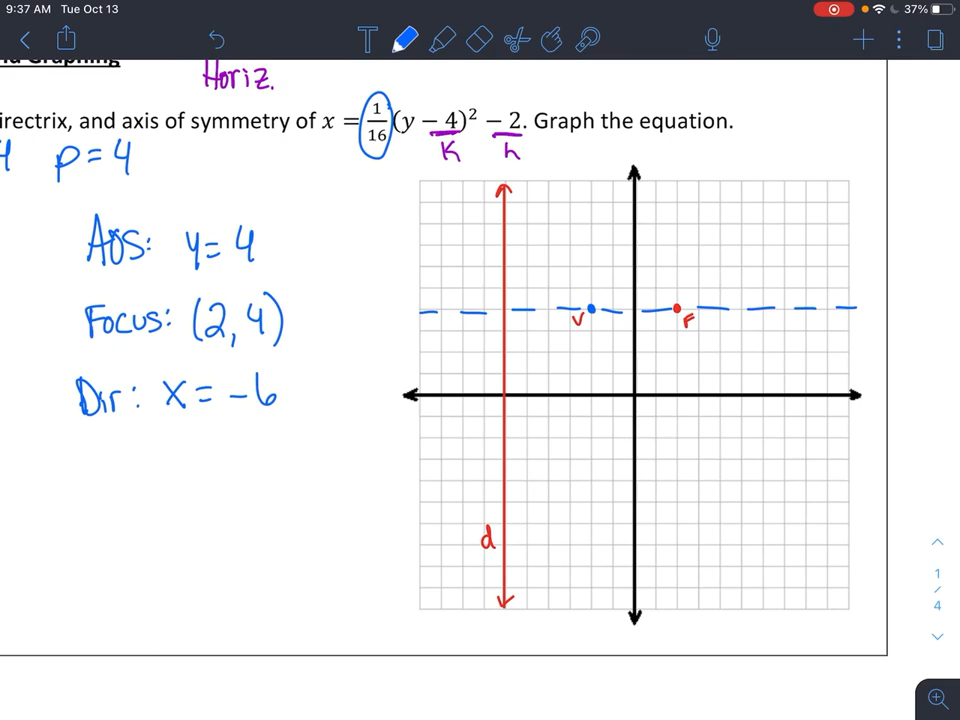 9:37 AM Tue Oct 13
37%
Horiz.
irectrix, and axis of symmetry of x = 1/16 (y − 4)² − 2. Graph the equation.
K h
4 p = 4
AOS: y = 4
Focus: (2, 4)
Dir: x = -6
V F
d
1
/
4